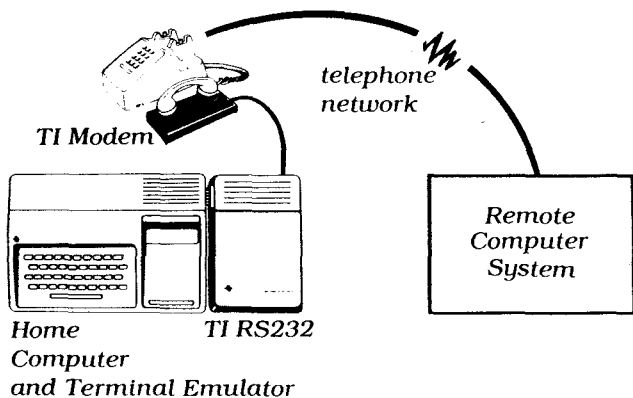 telephone
network
TI Modem
Remote
Computer
System
Home
Computer
and Terminal Emulator
TI RS232